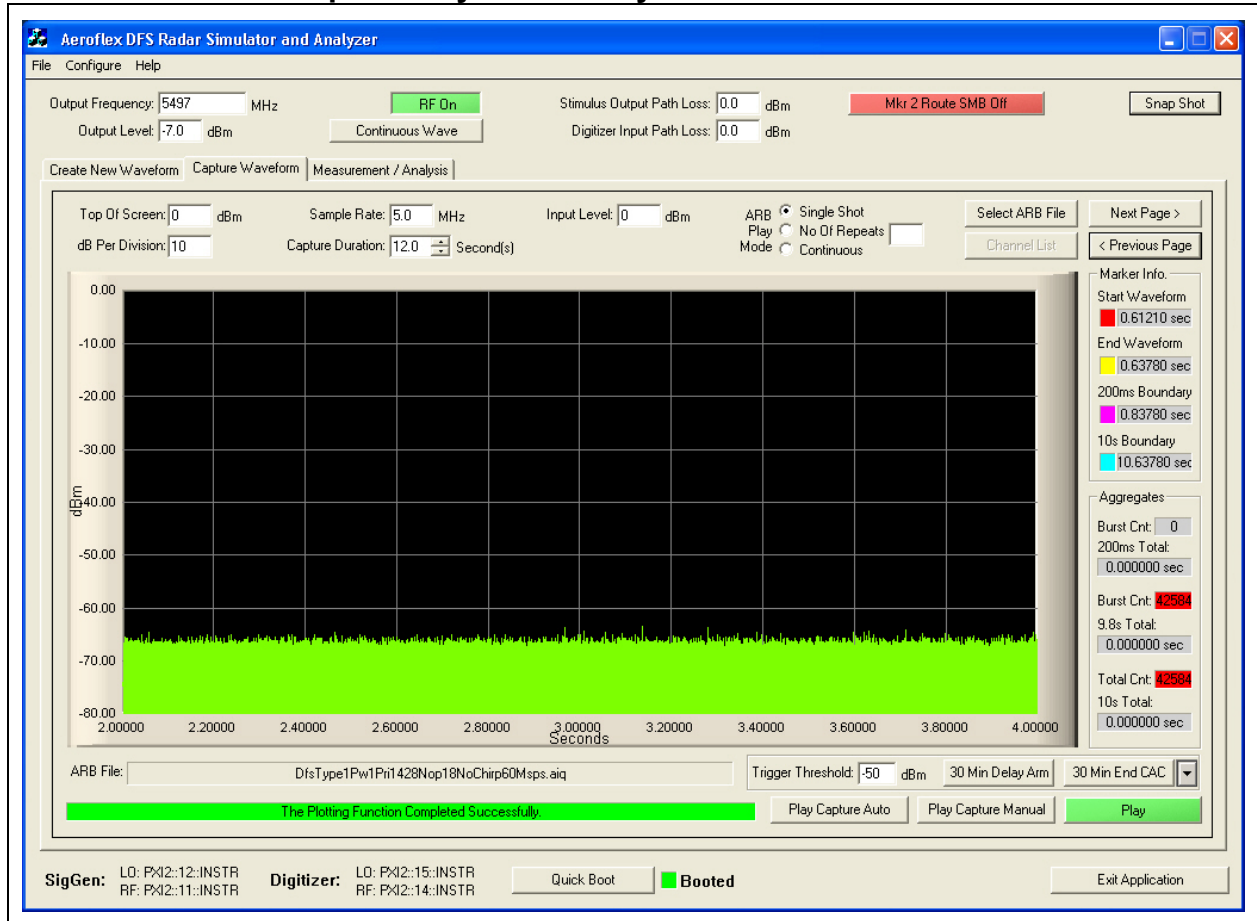 Aeroflex DFS Radar Simulator and Analyzer
File Configure Help
Output Frequency: 5497 MHz RF On Stimulus Output Path Loss: 0.0 dBm Mkr 2 Route SMB Off Snap Shot
Output Level: -7.0 dBm Continuous Wave Digitizer Input Path Loss: 0.0 dBm
Create New Waveform Capture Waveform Measurement / Analysis
Top Of Screen: 0 dBm Sample Rate: 5.0 MHz Input Level: 0 dBm ARB Play Mode Single Shot Select ARB File Next Page >
No Of Repeats
dB Per Division: 10 Capture Duration: 12.0 Second(s) Continuous Channel List < Previous Page
Marker Info.
Start Waveform
0.61210 sec
End Waveform
0.63780 sec
200ms Boundary
0.83780 sec
10s Boundary
10.63780 sec
Aggregates
Burst Cnt: 0
200ms Total:
0.000000 sec
Burst Cnt: 42584
9.8s Total:
0.000000 sec
Total Cnt: 42584
10s Total:
0.000000 sec
0.00
-10.00
-20.00
-30.00
-40.00
-50.00
-60.00
-70.00
-80.00
dBm
2.00000 2.20000 2.40000 2.60000 2.80000 3.00000 3.20000 3.40000 3.60000 3.80000 4.00000
Seconds
ARB File: DfsType1Pw1Pri1428Nop18NoChirp60Msps.aiq Trigger Threshold: -50 dBm 30 Min Delay Arm 30 Min End CAC
The Plotting Function Completed Successfully. Play Capture Auto Play Capture Manual Play
SigGen: LO: PXI2::12::INSTR
RF: PXI2::11::INSTR
Digitizer: LO: PXI2::15::INSTR
RF: PXI2::14::INSTR
Quick Boot Booted Exit Application